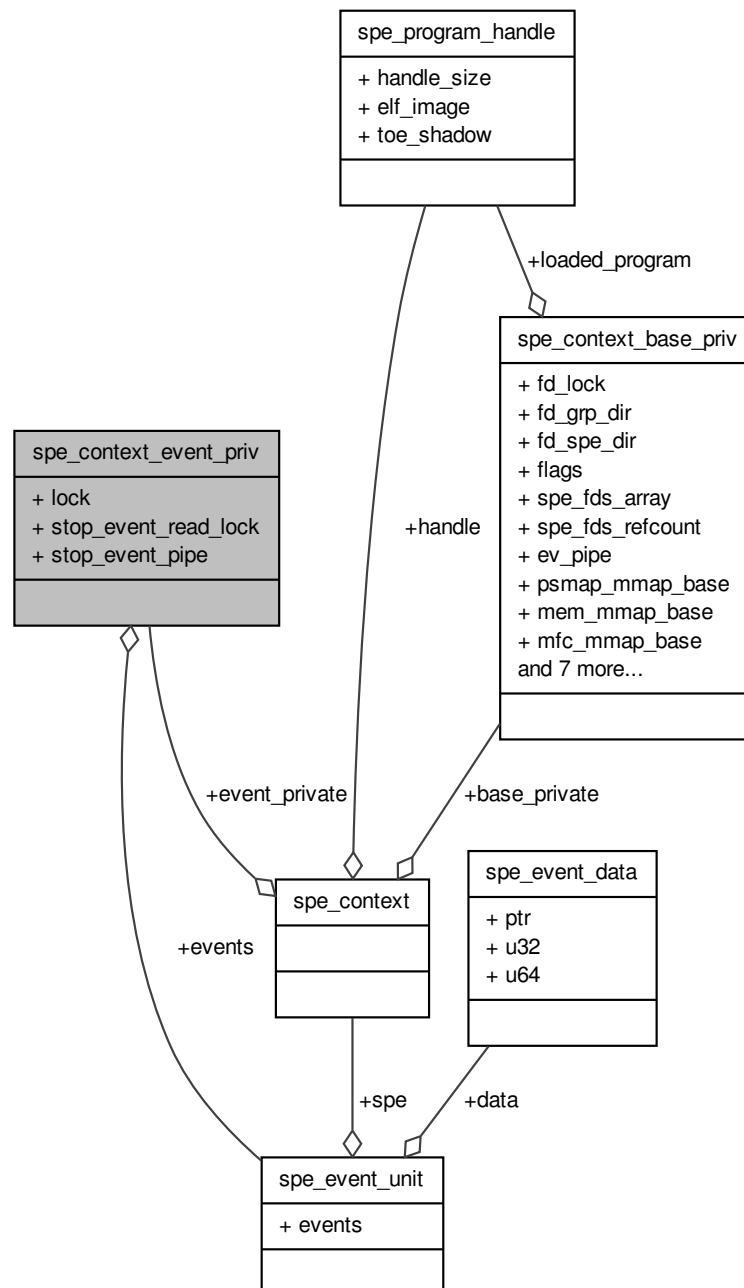 spe_program_handle
+ handle_size
+ elf_image
+ toe_shadow
+loaded_program
spe_context_base_priv
+ fd_lock
+ fd_grp_dir
+ fd_spe_dir
+ flags
+ spe_fds_array
+ spe_fds_refcount
+ ev_pipe
+ psmap_mmap_base
+ mem_mmap_base
+ mfc_mmap_base
and 7 more...
spe_context_event_priv
+ lock
+ stop_event_read_lock
+ stop_event_pipe
+handle
+event_private
+base_private
spe_context
spe_event_data
+ ptr
+ u32
+ u64
+events
+spe
+data
spe_event_unit
+ events